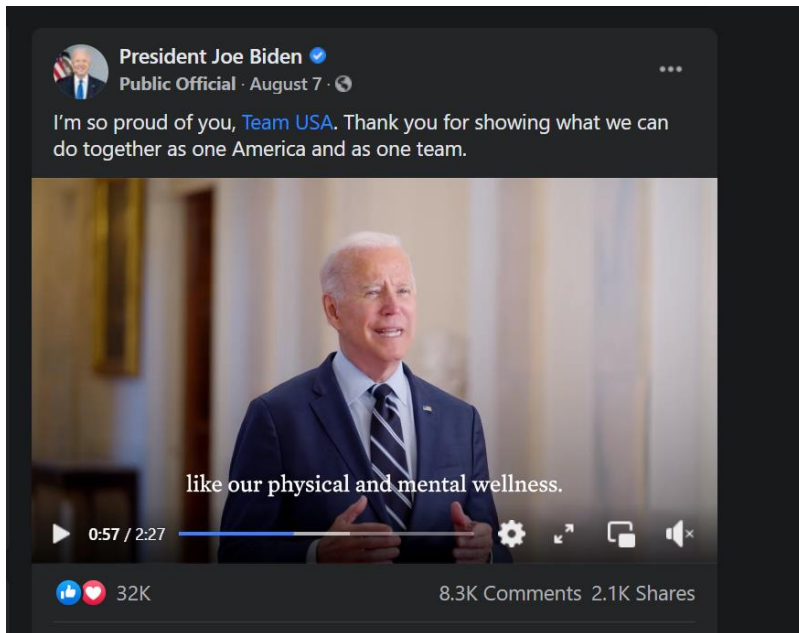 President Joe Biden
Public Official · August 7 ·
I'm so proud of you, Team USA. Thank you for showing what we can
do together as one America and as one team.
like our physical and mental wellness.
0:57 / 2:27
32K
8.3K Comments 2.1K Shares